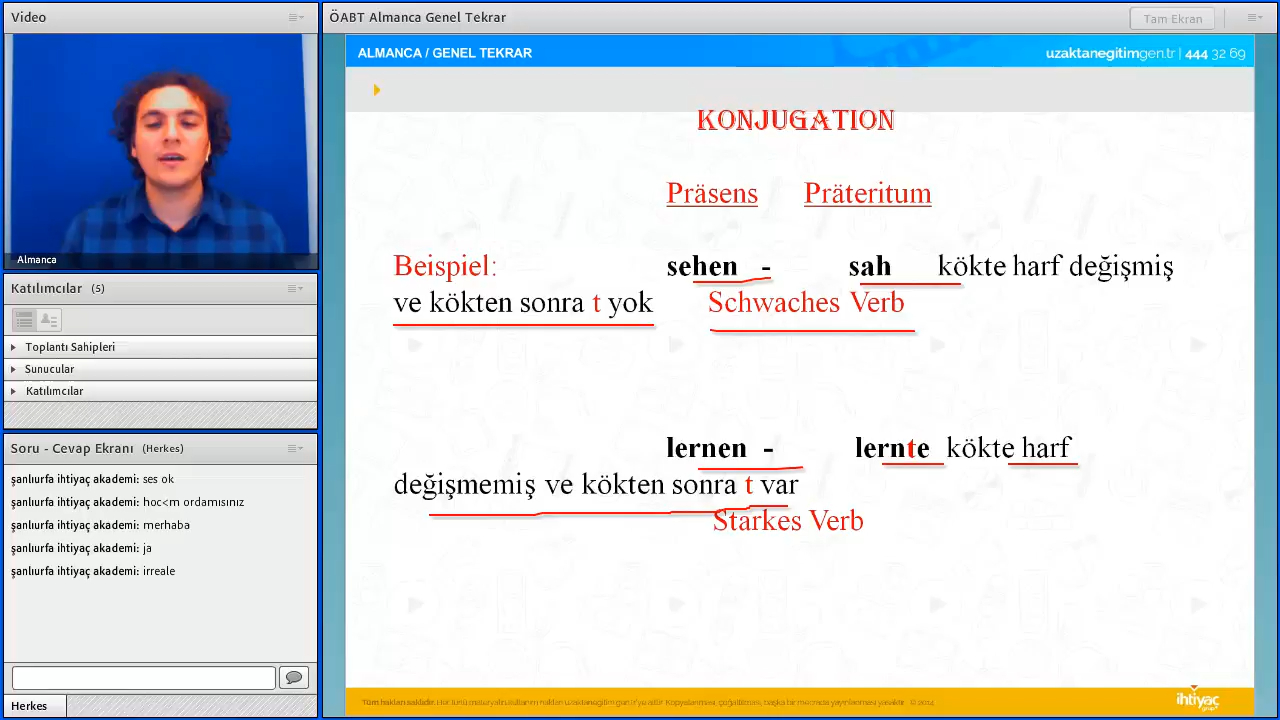 Video
ÖABT Almanca Genel Tekrar
Tam Ekran
ALMANCA / GENEL TEKRAR
uzaktanegitimgen.tr | 444 32 69
KONJUGATION
Präsens Präteritum
Beispiel: sehen - sah kökte harf değişmiş
ve kökten sonra t yok Schwaches Verb
lernen - lernte kökte harf
değişmemiş ve kökten sonra t var
Starkes Verb
Almanca
Katılımcılar (5)
Toplantı Sahipleri
Sunucular
Katılımcılar
Soru - Cevap Ekranı (Herkes)
şanlıurfa ihtiyaç akademi: ses ok
şanlıurfa ihtiyaç akademi: hoc<m ordamısınız
şanlıurfa ihtiyaç akademi: merhaba
şanlıurfa ihtiyaç akademi: ja
şanlıurfa ihtiyaç akademi: irreale
Herkes
Tüm hakları saklıdır.
© 2014
ihtiyaç